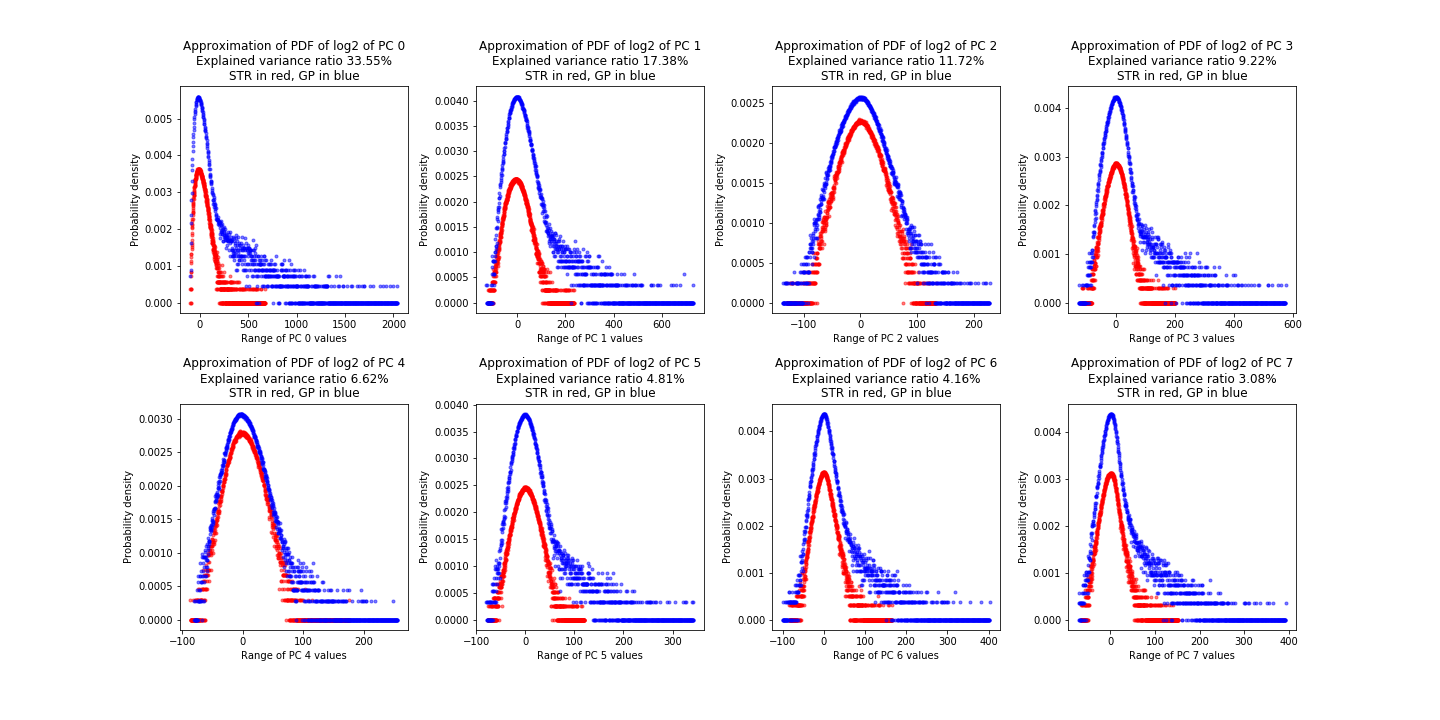 Approximation of PDF of log2 of PC 0
Explained variance ratio 33.55%
STR in red, GP in blue
Probability density
0.005
0.004
0.003
0.002
0.001
0.000
0
500
1000
1500
2000
Range of PC 0 values
Approximation of PDF of log2 of PC 1
Explained variance ratio 17.38%
STR in red, GP in blue
Probability density
0.0040
0.0035
0.0030
0.0025
0.0020
0.0015
0.0010
0.0005
0.0000
0
200
400
600
Range of PC 1 values
Approximation of PDF of log2 of PC 2
Explained variance ratio 11.72%
STR in red, GP in blue
Probability density
0.0025
0.0020
0.0015
0.0010
0.0005
0.0000
−100
0
100
200
Range of PC 2 values
Approximation of PDF of log2 of PC 3
Explained variance ratio 9.22%
STR in red, GP in blue
Probability density
0.004
0.003
0.002
0.001
0.000
0
200
400
600
Range of PC 3 values
Approximation of PDF of log2 of PC 4
Explained variance ratio 6.62%
STR in red, GP in blue
Probability density
0.0030
0.0025
0.0020
0.0015
0.0010
0.0005
0.0000
−100
0
100
200
Range of PC 4 values
Approximation of PDF of log2 of PC 5
Explained variance ratio 4.81%
STR in red, GP in blue
Probability density
0.0040
0.0035
0.0030
0.0025
0.0020
0.0015
0.0010
0.0005
0.0000
−100
0
100
200
300
Range of PC 5 values
Approximation of PDF of log2 of PC 6
Explained variance ratio 4.16%
STR in red, GP in blue
Probability density
0.004
0.003
0.002
0.001
0.000
−100
0
100
200
300
400
Range of PC 6 values
Approximation of PDF of log2 of PC 7
Explained variance ratio 3.08%
STR in red, GP in blue
Probability density
0.004
0.003
0.002
0.001
0.000
0
100
200
300
400
Range of PC 7 values